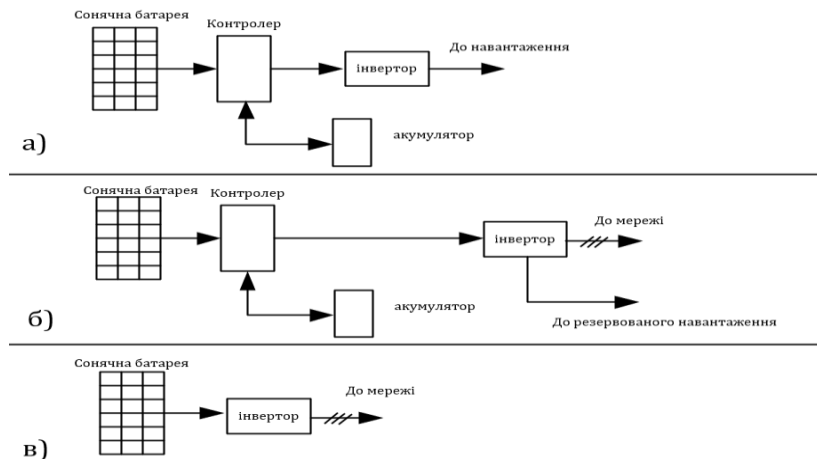 Сонячна батарея
Контролер
До навантаження
інвертор
акумулятор
а)
Сонячна батарея
Контролер
До мережі
інвертор
акумулятор
До резервованого навантаження
б)
Сонячна батарея
До мережі
інвертор
в)